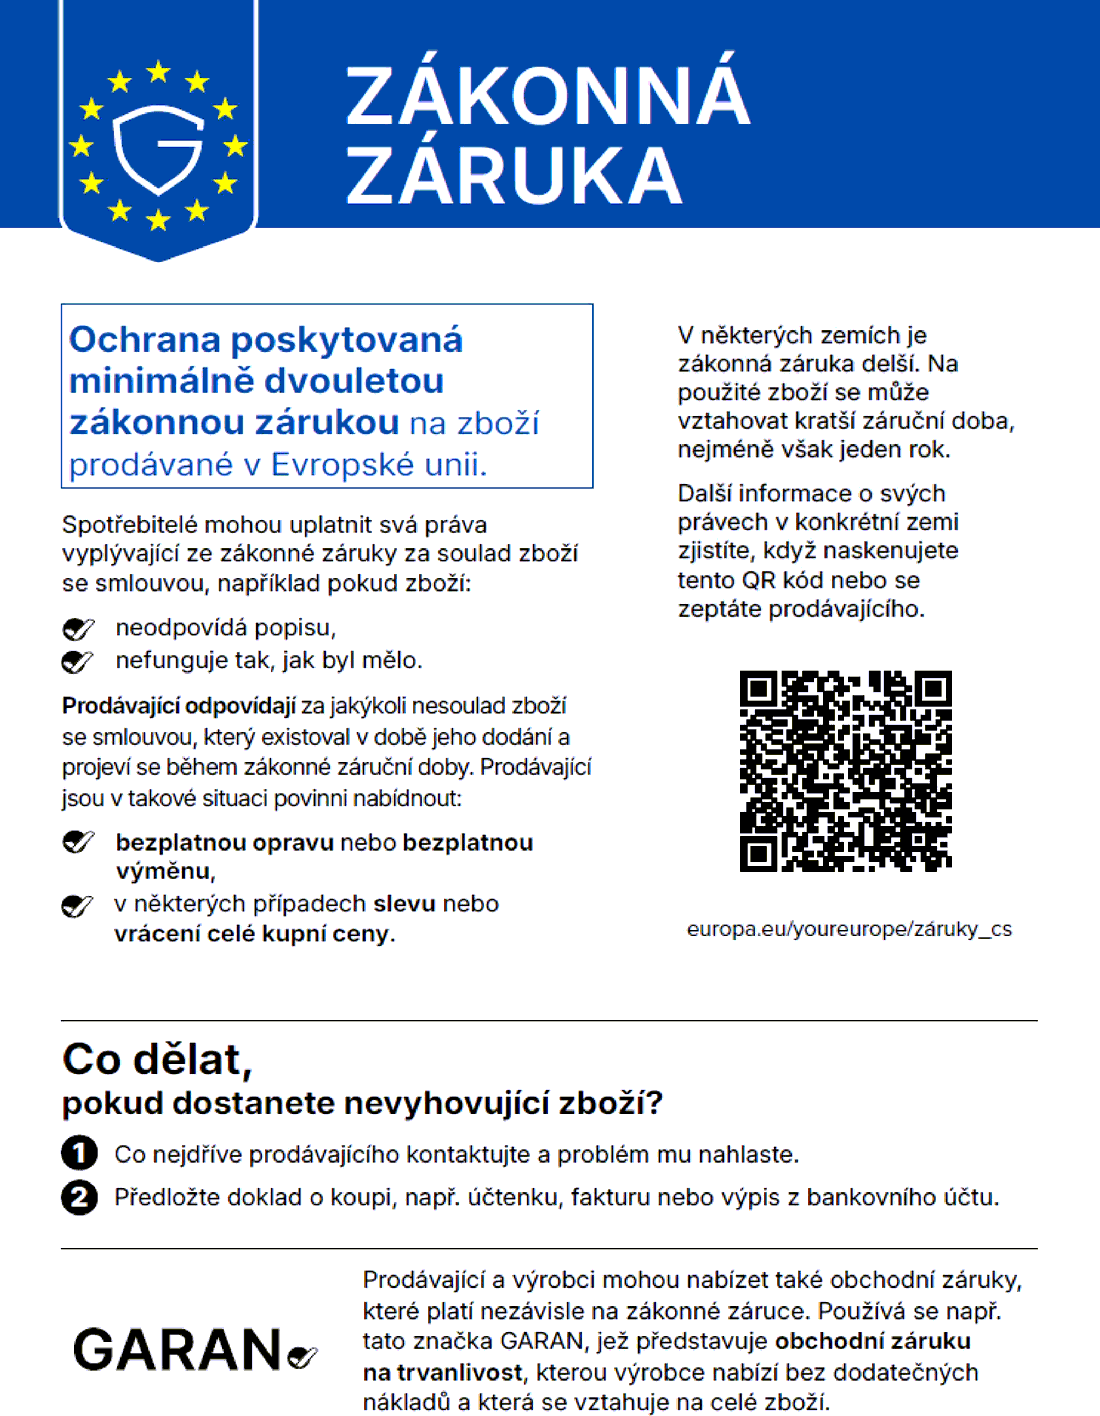 ZÁKONNÁ
ZÁRUKA
Ochrana poskytovaná
minimálně dvouletou
zákonnou zárukou na zboží
prodávané v Evropské unii.
Spotřebitelé mohou uplatnit svá práva
vyplývající ze zákonné záruky za soulad zboží
se smlouvou, například pokud zboží:
neodpovídá popisu,
nefunguje tak, jak byl mělo.
Prodávající odpovídají za jakýkoli nesoulad zboží
se smlouvou, který existoval v době jeho dodání a
projeví se během zákonné záruční doby. Prodávající
jsou v takové situaci povinni nabídnout:
bezplatnou opravu nebo bezplatnou
výměnu,
v některých případech slevu nebo
vrácení celé kupní ceny.
V některých zemích je
zákonná záruka delší. Na
použité zboží se může
vztahovat kratší záruční doba,
nejméně však jeden rok.
Další informace o svých
právech v konkrétní zemi
zjistíte, když naskenujete
tento QR kód nebo se
zeptáte prodávajícího.
europa.eu/youreurope/záruky_cs
Co dělat,
pokud dostanete nevyhovující zboží?
1 Co nejdříve prodávajícího kontaktujte a problém mu nahlaste.
2 Předložte doklad o koupi, např. účtenku, fakturu nebo výpis z bankovního účtu.
GARAN
Prodávající a výrobci mohou nabízet také obchodní záruky,
které platí nezávisle na zákonné záruce. Používá se např.
tato značka GARAN, jež představuje obchodní záruku
na trvanlivost, kterou výrobce nabízí bez dodatečných
nákladů a která se vztahuje na celé zboží.